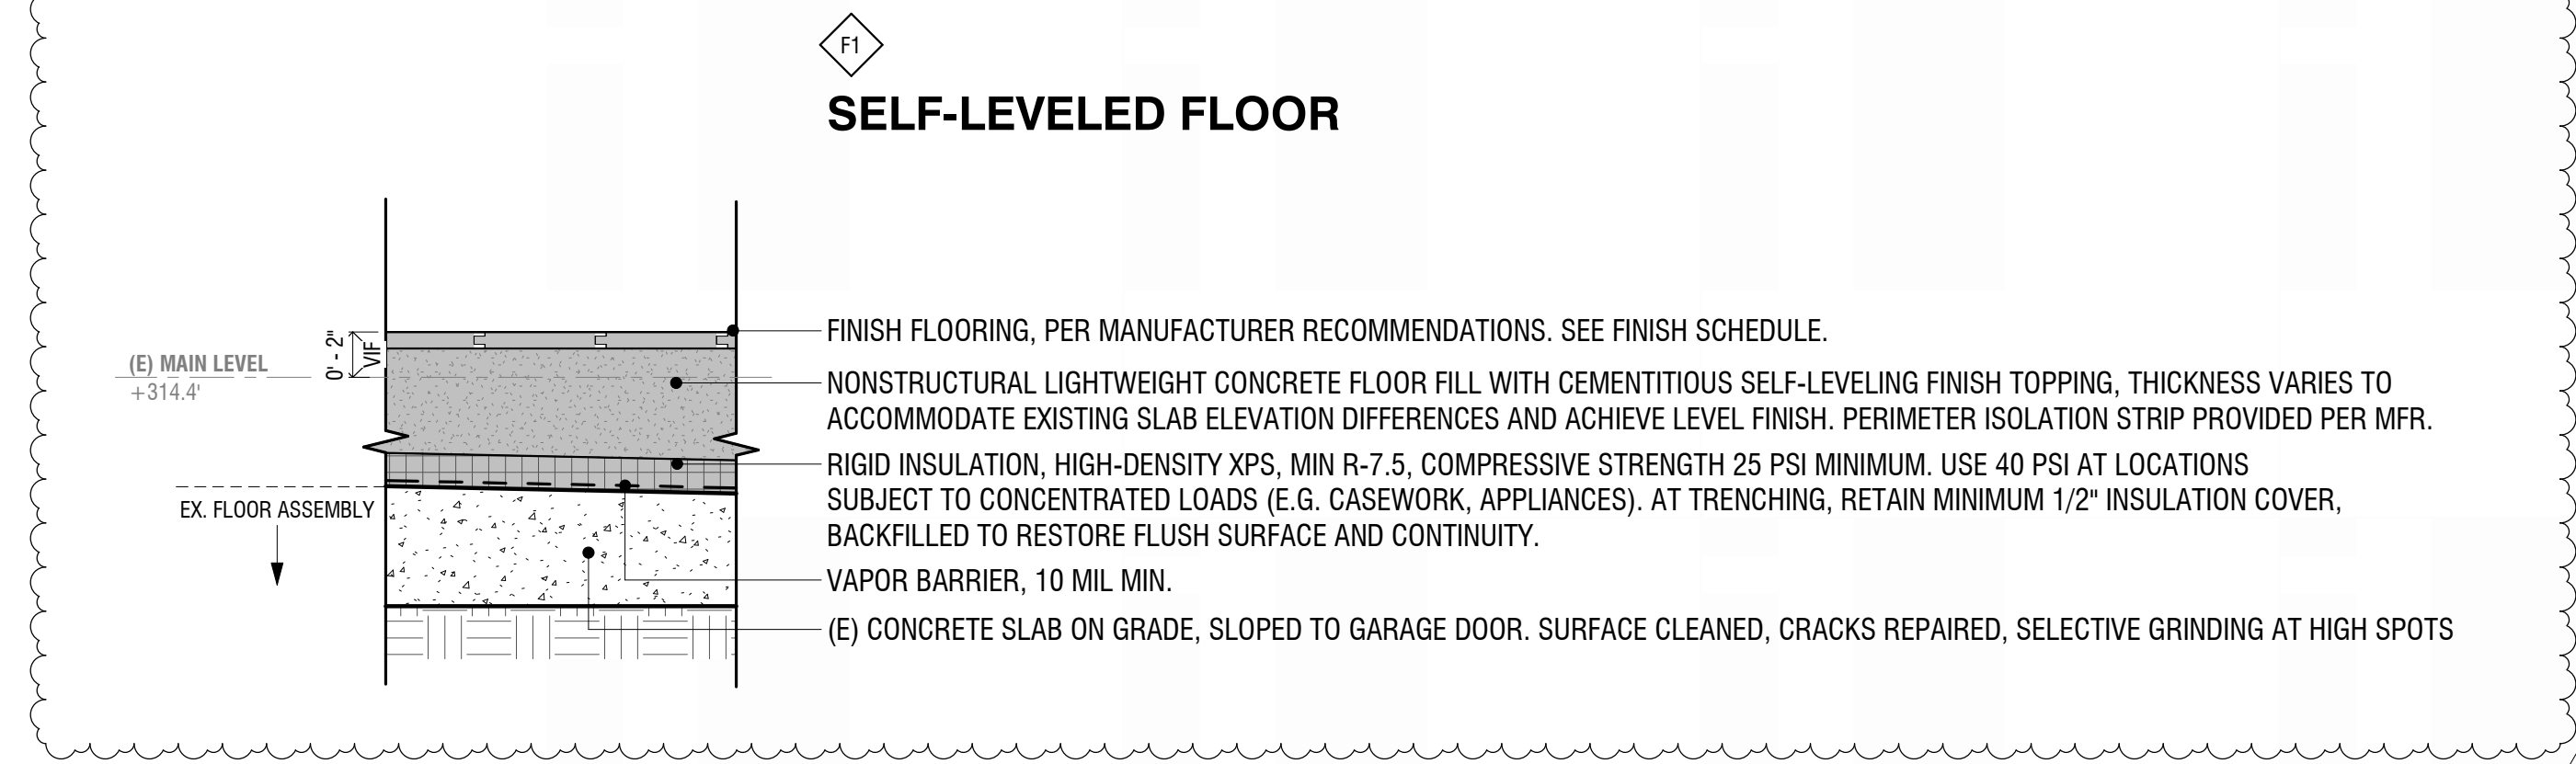 F1
SELF-LEVELED FLOOR
0' - 2"
VIF
(E) MAIN LEVEL
+314.4'
EX. FLOOR ASSEMBLY
FINISH FLOORING, PER MANUFACTURER RECOMMENDATIONS. SEE FINISH SCHEDULE.
NONSTRUCTURAL LIGHTWEIGHT CONCRETE FLOOR FILL WITH CEMENTITIOUS SELF-LEVELING FINISH TOPPING, THICKNESS VARIES TO
ACCOMMODATE EXISTING SLAB ELEVATION DIFFERENCES AND ACHIEVE LEVEL FINISH. PERIMETER ISOLATION STRIP PROVIDED PER MFR.
RIGID INSULATION, HIGH-DENSITY XPS, MIN R-7.5, COMPRESSIVE STRENGTH 25 PSI MINIMUM. USE 40 PSI AT LOCATIONS
SUBJECT TO CONCENTRATED LOADS (E.G. CASEWORK, APPLIANCES). AT TRENCHING, RETAIN MINIMUM 1/2" INSULATION COVER,
BACKFILLED TO RESTORE FLUSH SURFACE AND CONTINUITY.
VAPOR BARRIER, 10 MIL MIN.
(E) CONCRETE SLAB ON GRADE, SLOPED TO GARAGE DOOR. SURFACE CLEANED, CRACKS REPAIRED, SELECTIVE GRINDING AT HIGH SPOTS